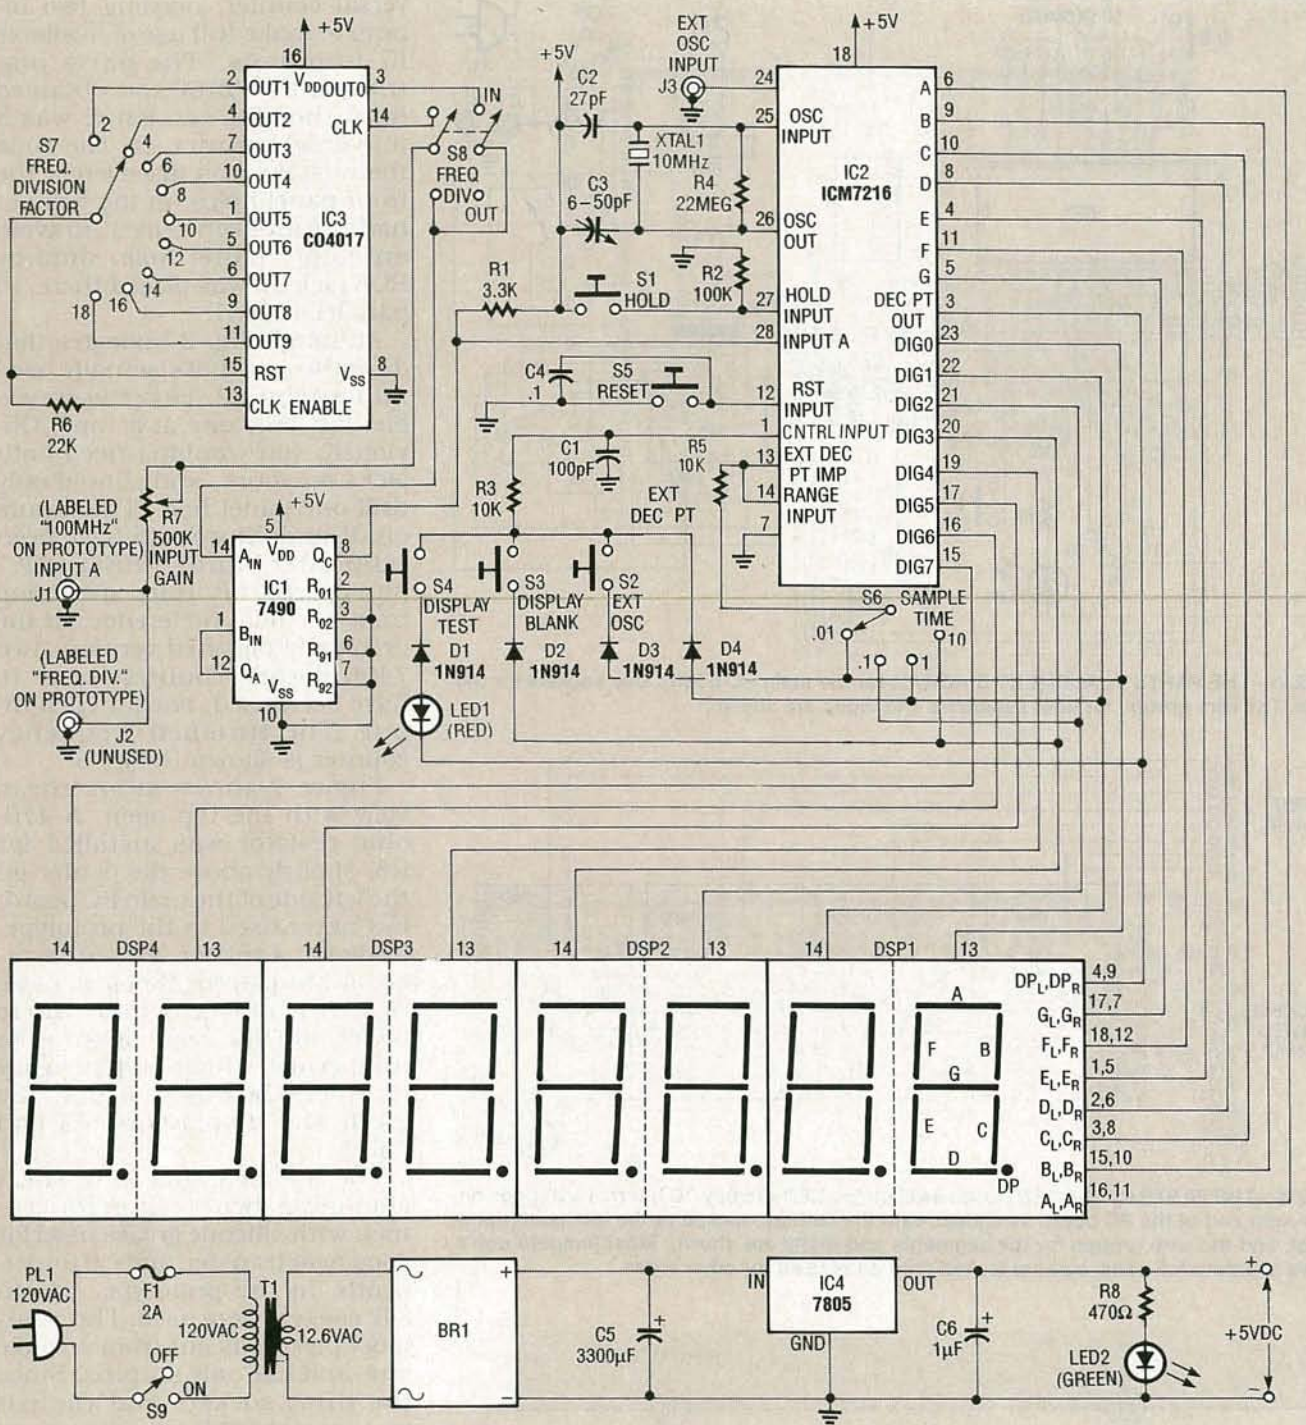 +5V
16
2 OUT1 VDD OUT0 3
4 OUT2
CLK 14
7 OUT3
10 OUT4
1 OUT5
5 OUT6
6 OUT7
9 OUT8
11 OUT9
15 RST VSS 8
13 CLK ENABLE
IC3
CO4017
S7
FREQ.
DIVISION
FACTOR
2
4
6
8
10
12
14
16
18
R6
22K
IN
S8
FREQ
DIV
OUT
+5V
C2
27pF
C3
6–50pF
EXT
OSC
INPUT
J3
XTAL1
10MHz
R4
22MEG
R1
3.3K
S1
HOLD
R2
100K
C4
.1
S5
RESET
C1
100pF
R5
10K
R3
10K
EXT
DEC PT
+5V
18
24
25 OSC
INPUT
26 OSC
OUT
27 HOLD
INPUT
28 INPUT A
12 RST
INPUT
1 CNTRL INPUT
13 EXT DEC
PT IMP
14 RANGE
INPUT
7
IC2
ICM7216
A 6
B 9
C 10
D 8
E 4
F 11
G 5
DEC PT 3
OUT
DIG0 23
DIG1 22
DIG2 21
DIG3 20
DIG4 19
DIG5 17
DIG6 16
DIG7 15
(LABELED
"100MHz"
ON PROTOTYPE)
INPUT A
J1
R7
500K
INPUT
GAIN
(LABELED
"FREQ. DIV."
ON PROTOTYPE)
J2
(UNUSED)
+5V
5
14 AIN VDD QC 8
IC1
7490
R01 2
R02 3
1 BIN
R91 6
12 QA
R92 7
VSS
10
S4
DISPLAY
TEST
S3
DISPLAY
BLANK
S2
EXT
OSC
D1
1N914
D2
1N914
D3
1N914
D4
1N914
LED1
(RED)
S6 SAMPLE
TIME
.01
.1
1
10
14 DSP4 13
14 DSP3 13
14 DSP2 13
14 DSP1 13
A
F B
G
E C
D
DP
DPL,DPR 4,9
GL,GR 17,7
FL,FR 18,12
EL,ER 1,5
DL,DR 2,6
CL,CR 3,8
BL,BR 15,10
AL,AR 16,11
PL1
120VAC
F1
2A
OFF
ON
S9
T1
120VAC
12.6VAC
BR1
+
–
C5
3300µF
+
IN IC4 OUT
7805
GND
C6
1µF
+
R8
470Ω
LED2
(GREEN)
+
+5VDC
–